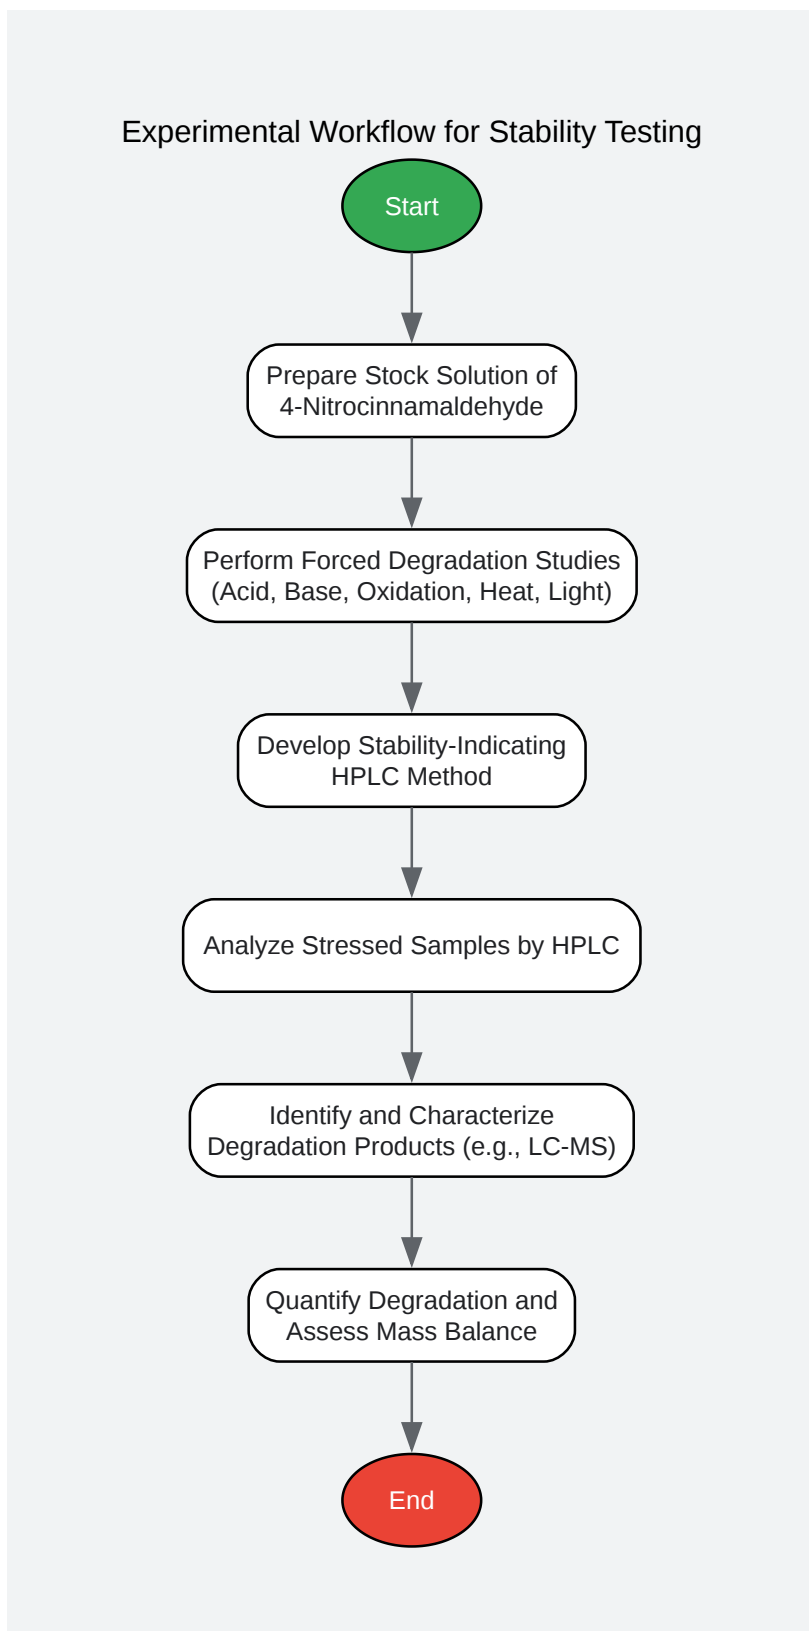 Experimental Workflow for Stability Testing
Start
Prepare Stock Solution of
4-Nitrocinnamaldehyde
Perform Forced Degradation Studies
(Acid, Base, Oxidation, Heat, Light)
Develop Stability-Indicating
HPLC Method
Analyze Stressed Samples by HPLC
Identify and Characterize
Degradation Products (e.g., LC-MS)
Quantify Degradation and
Assess Mass Balance
End